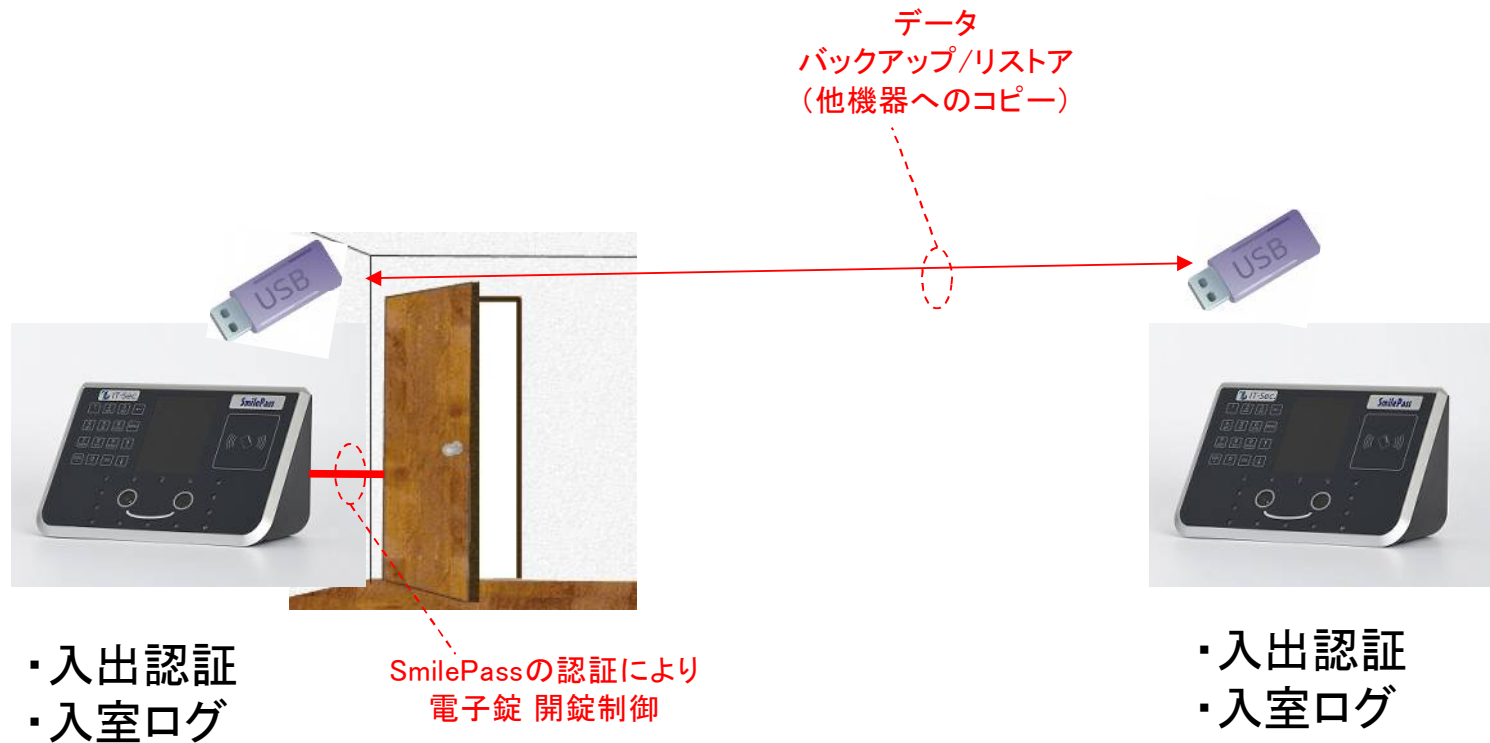 データ
バックアップ/リストア
(他機器へのコピー)
USB
USB
IT-Sec
SmilePass
IT-Sec
SmilePass
SmilePassの認証により
電子錠 開錠制御
・入出認証
・入室ログ
・入出認証
・入室ログ